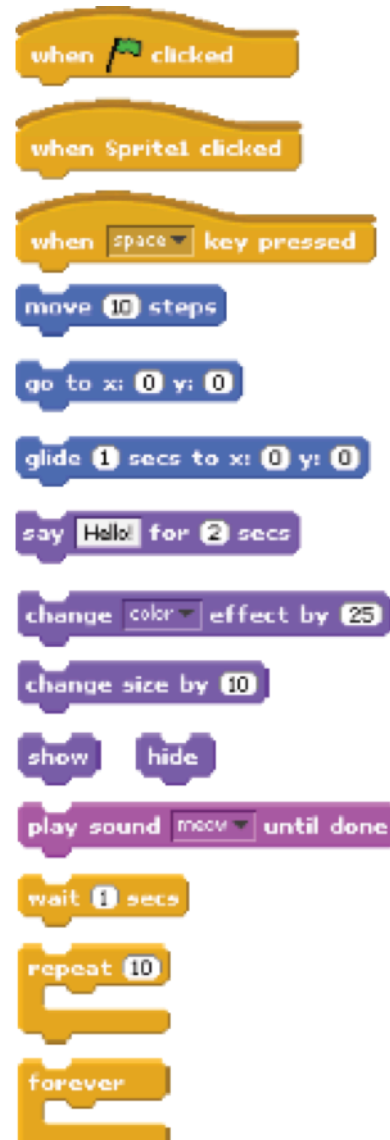 when clicked
when Sprite1 clicked
when space key pressed
move 10 steps
go to x: 0 y: 0
glide 1 secs to x: 0 y: 0
say Hello! for 2 secs
change color effect by 25
change size by 10
show hide
play sound meow until done
wait 1 secs
repeat 10
forever